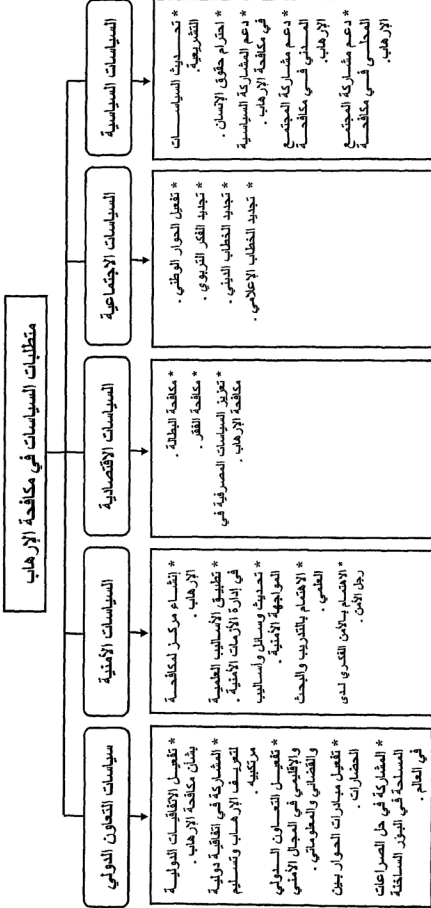 متطلبات السياسات في مكافحة الإرهاب
السياسات السياسية
* تحديث السياسات
التشريعية.
* احترام حقوق الإنسان.
* دعم المشاركة السياسية
في مكافحة الإرهاب.
* دعم مشاركة المجتمع
المدني في مكافحة
الإرهاب.
* دعم مشاركة المجتمع
المحلي في مكافحة
الإرهاب.
السياسات الاجتماعية
* تفعيل الحوار الوطني.
* تجديد الفكر التربوي.
* تجديد الخطاب الديني.
* تجديد الخطاب الإعلامي.
السياسات الاقتصادية
* مكافحة البطالة.
* مكافحة الفقر.
* تعزيز السياسات المصرفية في
مكافحة الإرهاب.
السياسات الأمنية
* إنشاء مركز لمكافحة
الإرهاب.
* تطبيق الأساليب العلمية
في إدارة الأزمات الأمنية.
* تحديث وسائل وأساليب
المواجهة الأمنية.
* الاهتمام بالتدريب والبحث
العلمي.
* الاهتمام بالأمن الفكري لدى
رجل الأمن.
سياسات التعاون الدولي
* تفعيل الاتفاقيات الدولية
بشأن مكافحة الإرهاب.
* المشاركة في اتفاقية دولية
لتعريف الإرهاب وتسليم
مرتكبيه.
* تفعيل التعاون الدولي
والإقليمي في المجال الأمني
والقضائي والمعلوماتي.
* تفعيل مبادرات الحوار بين
الحضارات.
* المشاركة في حل الصراعات
المسلحة في البؤر الساخنة
في العالم.